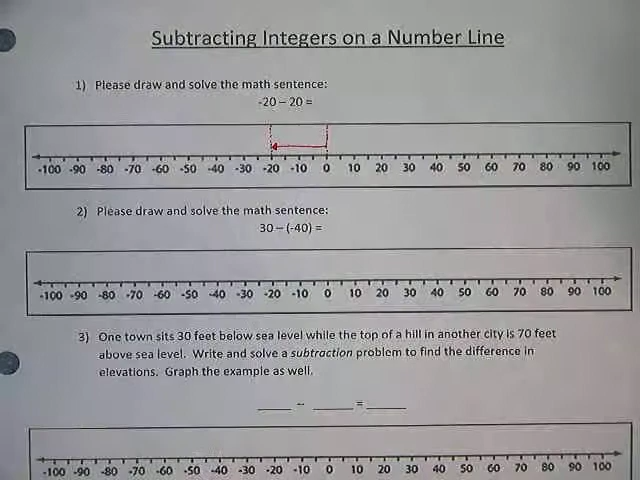 Subtracting Integers on a Number Line
1) Please draw and solve the math sentence:
-20 – 20 =
-100 -90 -80 -70 -60 -50 -40 -30 -20 -10 0 10 20 30 40 50 60 70 80 90 100
2) Please draw and solve the math sentence:
30 – (-40) =
-100 -90 -80 -70 -60 -50 -40 -30 -20 -10 0 10 20 30 40 50 60 70 80 90 100
3) One town sits 30 feet below sea level while the top of a hill in another city is 70 feet
above sea level. Write and solve a subtraction problem to find the difference in
elevations. Graph the example as well.
____ – _____ = _____
-100 -90 -80 -70 -60 -50 -40 -30 -20 -10 0 10 20 30 40 50 60 70 80 90 100